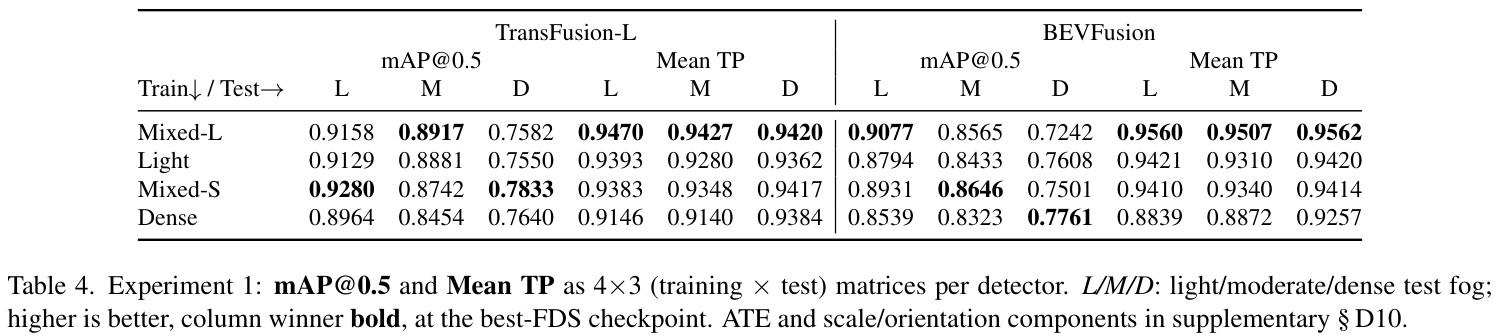 TransFusion-L BEVFusion
mAP@0.5 Mean TP mAP@0.5 Mean TP
Train↓ / Test→ L M D L M D L M D L M D
Mixed-L 0.9158 0.8917 0.7582 0.9470 0.9427 0.9420 0.9077 0.8565 0.7242 0.9560 0.9507 0.9562
Light 0.9129 0.8881 0.7550 0.9393 0.9280 0.9362 0.8794 0.8433 0.7608 0.9421 0.9310 0.9420
Mixed-S 0.9280 0.8742 0.7833 0.9383 0.9348 0.9417 0.8931 0.8646 0.7501 0.9410 0.9340 0.9414
Dense 0.8964 0.8454 0.7640 0.9146 0.9140 0.9384 0.8539 0.8323 0.7761 0.8839 0.8872 0.9257
Table 4. Experiment 1: mAP@0.5 and Mean TP as 4×3 (training × test) matrices per detector. L/M/D: light/moderate/dense test fog;
higher is better, column winner bold, at the best-FDS checkpoint. ATE and scale/orientation components in supplementary § D10.